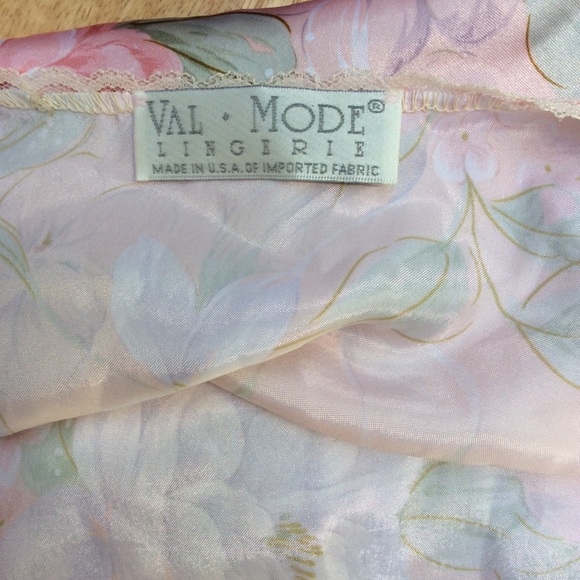 VAL • MODE®
LINGERIE
MADE IN U.S.A. OF IMPORTED FABRIC